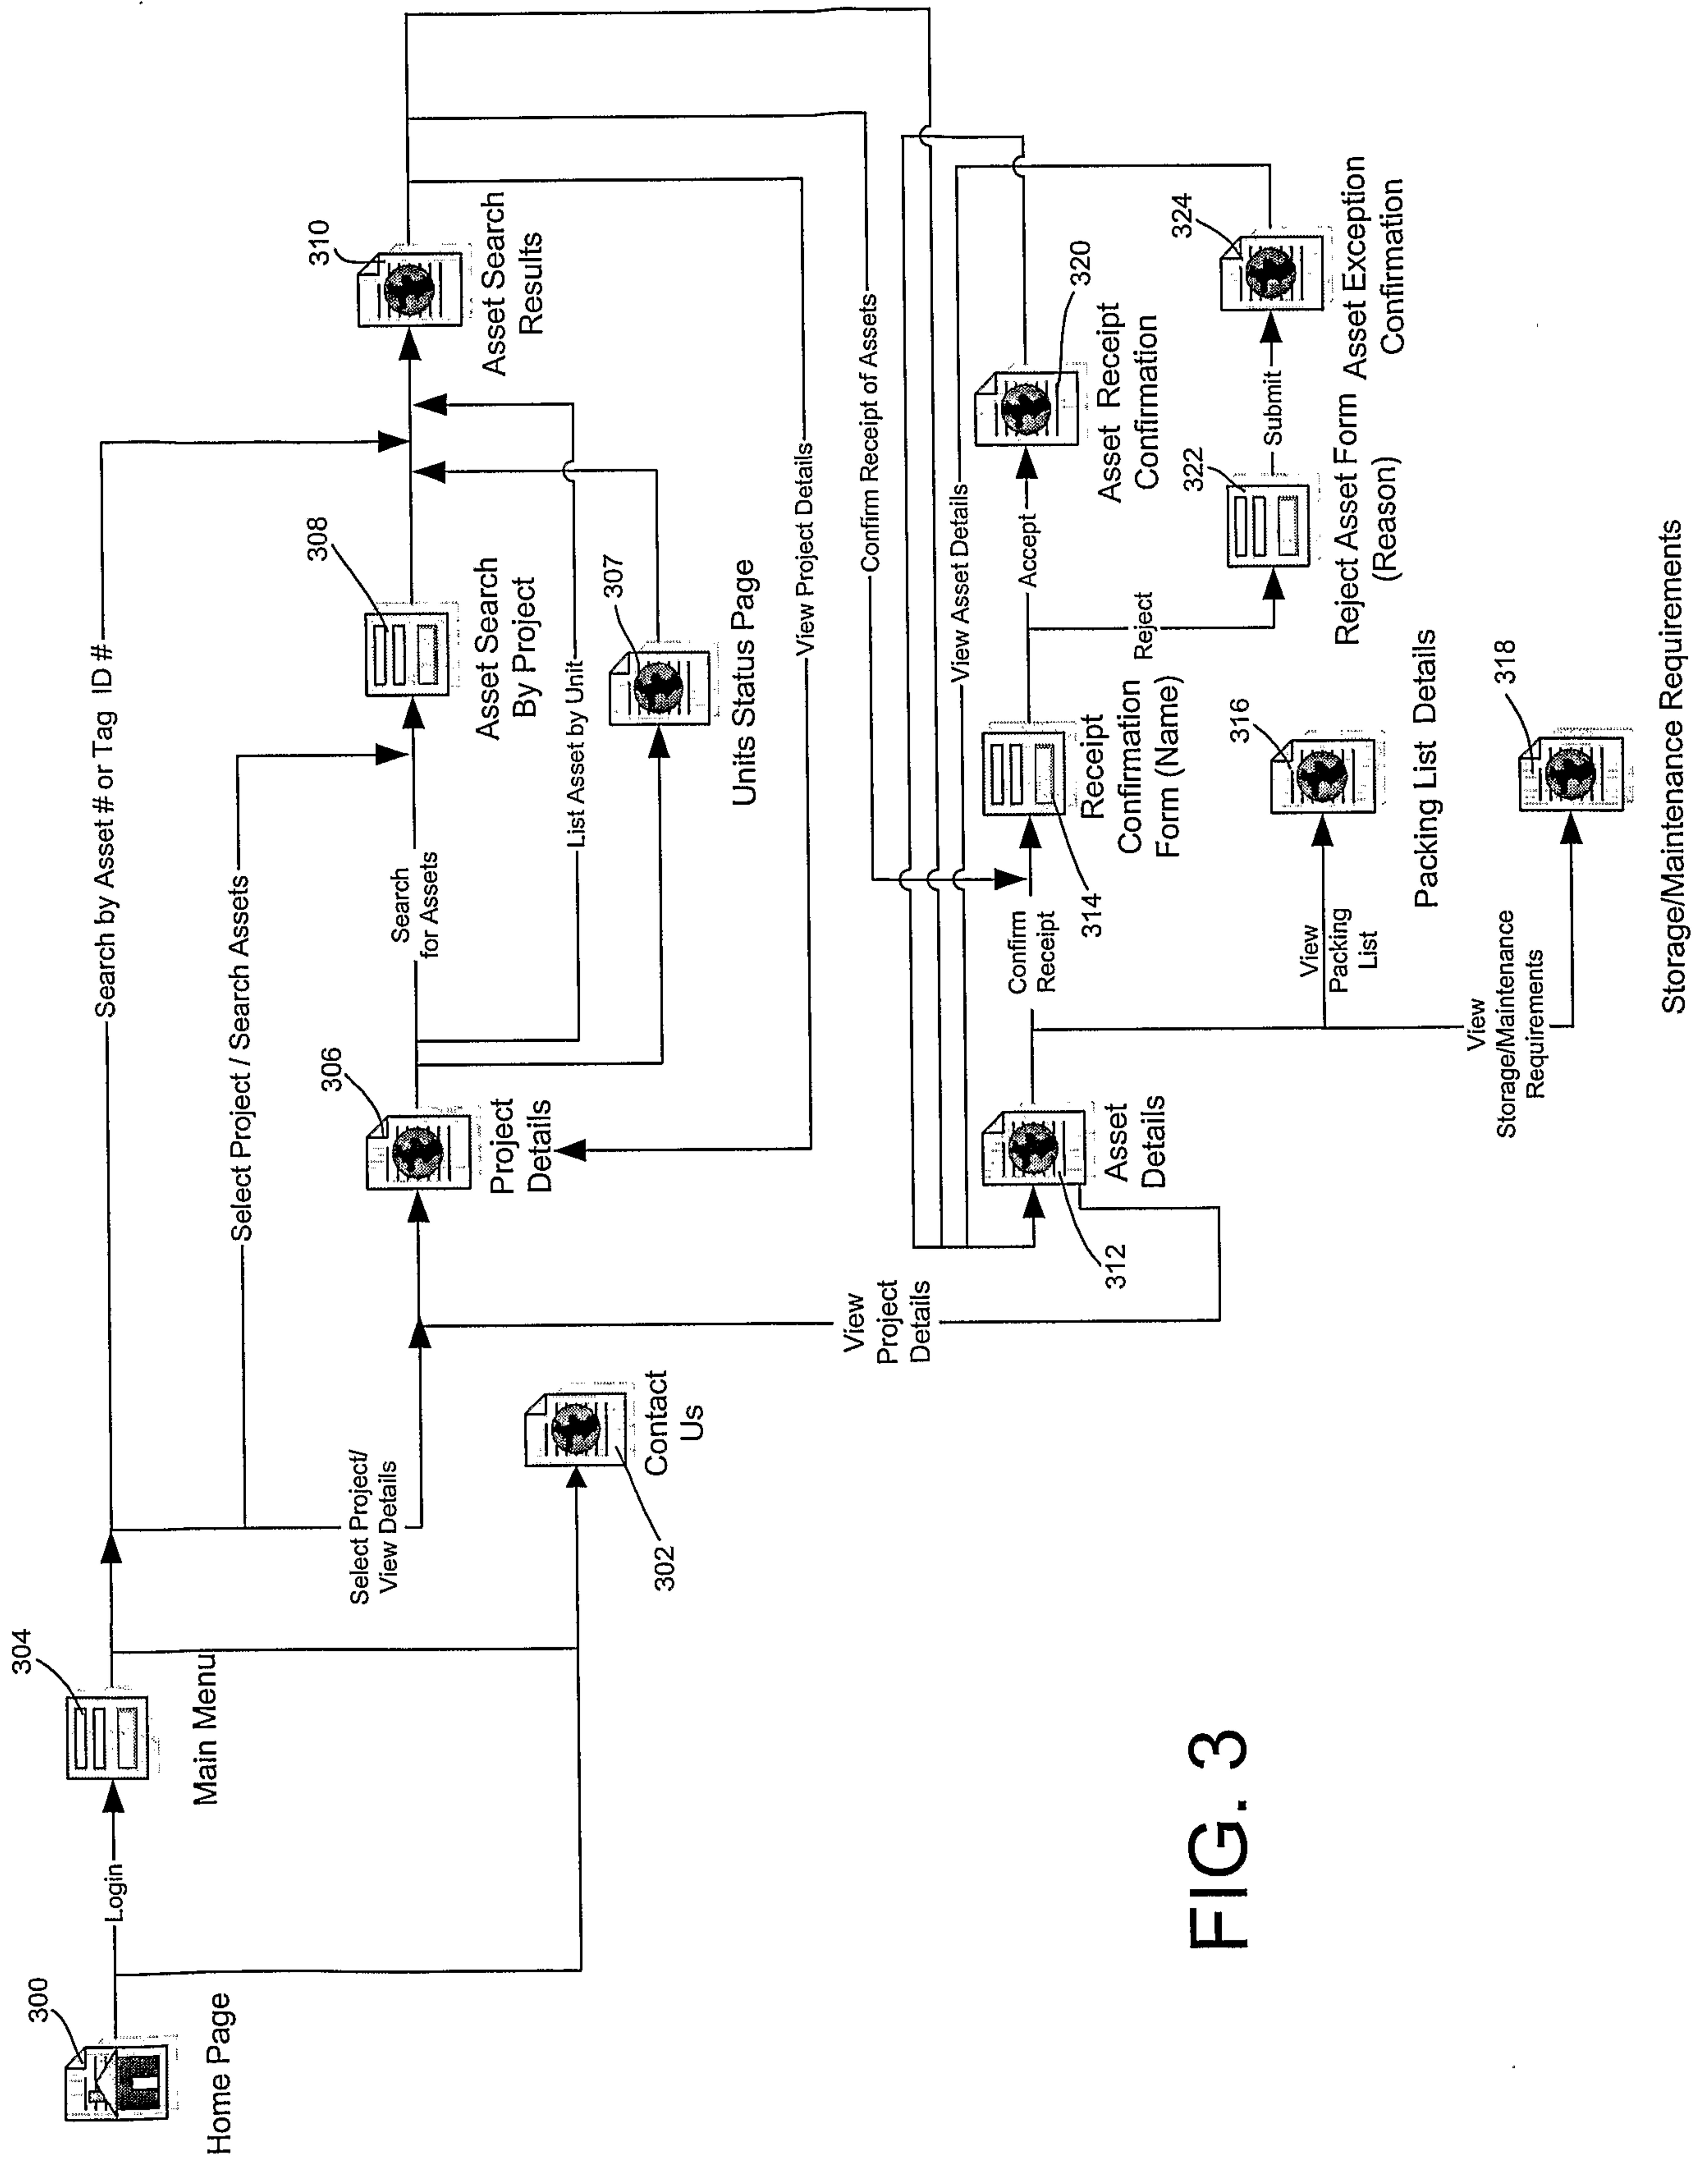 300
Home Page
Login
304
Main Menu
302
Contact
Us
Search by Asset # or Tag ID #
Select Project / Search Assets
Select Project/
View Details
306
Project
Details
Search
for Assets
List Asset by Unit
308
Asset Search
By Project
307
Units Status Page
310
Asset Search
Results
View Project Details
Confirm Receipt of Assets
View Asset Details
View
Project
Details
312
Asset
Details
Confirm
Receipt
314
Receipt
Confirmation
Form (Name)
Accept
Reject
320
Asset Receipt
Confirmation
322
Reject Asset Form
(Reason)
Submit
324
Asset Exception
Confirmation
View
Packing
List
316
Packing List Details
View
Storage/Maintenance
Requirements
318
Storage/Maintenance Requirements
FIG. 3